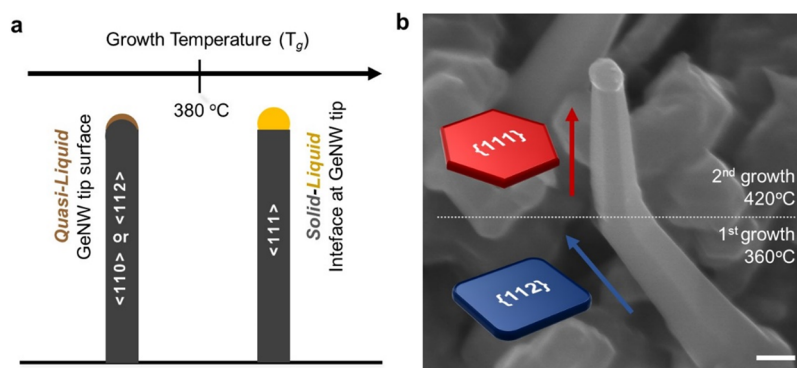 a
Growth Temperature (Tg)
380 °C
Quasi-Liquid
GeNW tip surface
<110> or <112>
<111>
Solid-Liquid
Inteface at GeNW tip
b
{111}
2nd growth
420°C
1st growth
360°C
{112}